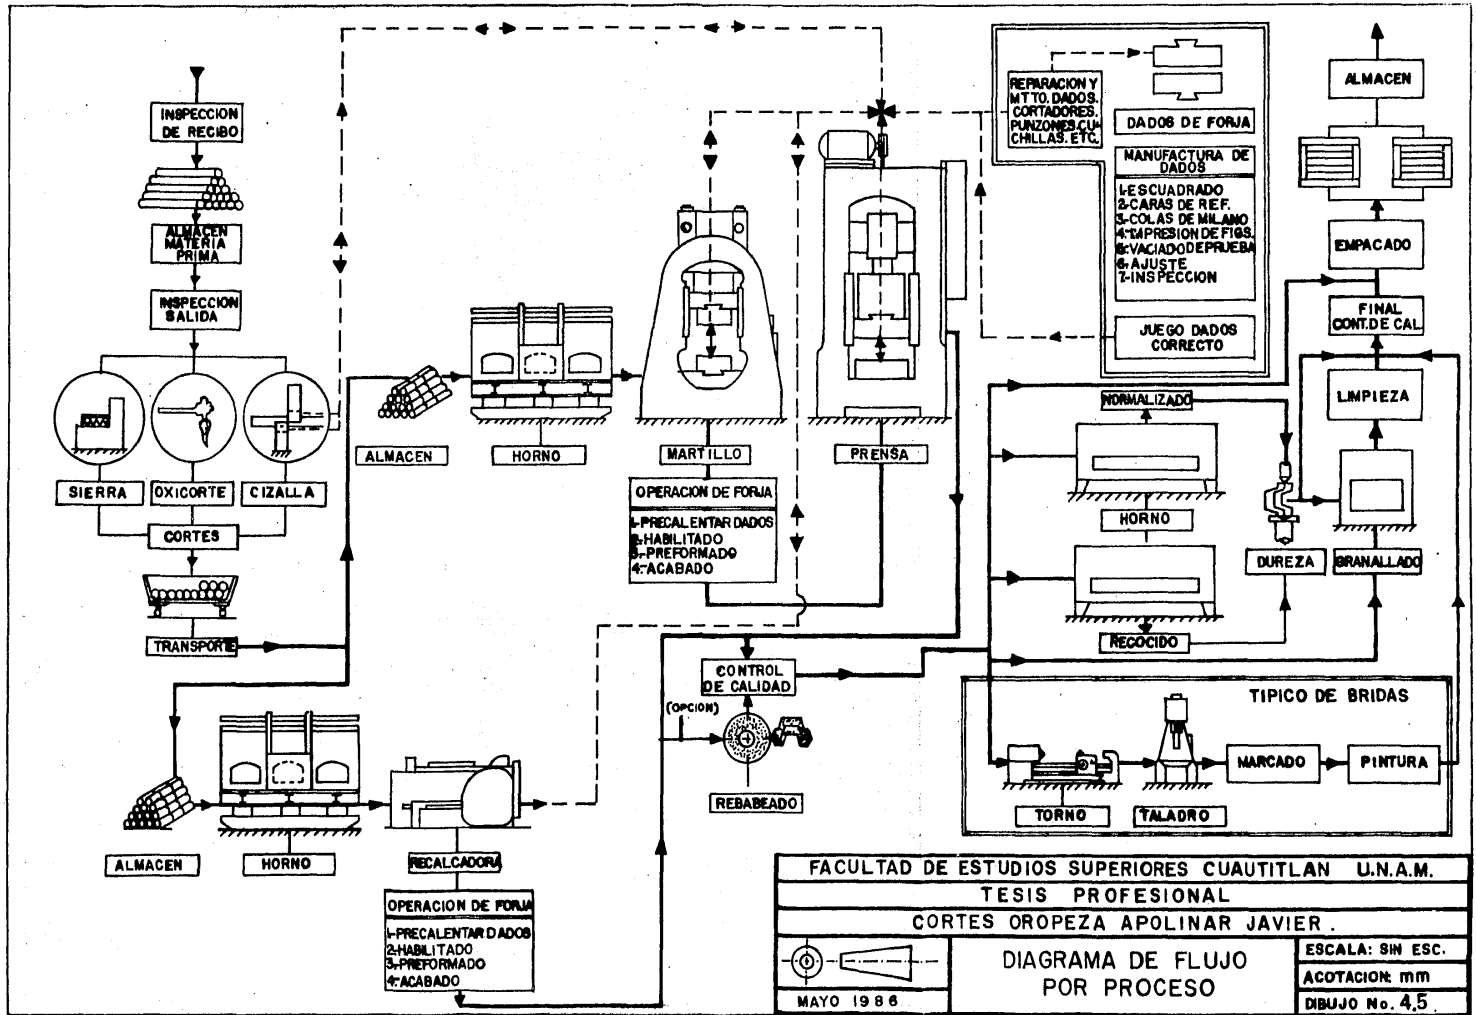 INSPECCION
DE RECIBO
ALMACEN
MATERIA
PRIMA
INSPECCION
SALIDA
SIERRA
OXICORTE
CIZALLA
CORTES
TRANSPORTE
ALMACEN
HORNO
MARTILLO
OPERACION DE FORJA
1-PRECALENTAR DADOS
2-HABILITADO
3-PREFORMADO
4-ACABADO
PRENSA
ALMACEN
HORNO
RECALCADORA
OPERACION DE FORJA
1-PRECALENTAR DADOS
2-HABILITADO
3-PREFORMADO
4-ACABADO
CONTROL
DE CALIDAD
(OPCION)
REBABEADO
REPARACION Y
MTTO. DADOS.
CORTADORES.
PUNZONES.CU-
CHILLAS. ETC.
DADOS DE FORJA
MANUFACTURA DE
DADOS
1-ESCUADRADO
2-CARAS DE REF.
3-COLAS DE MILANO
4-IMPRESION DE FIGS.
5-VACIADO DE PRUEBA
6-AJUSTE
7-INSPECCION
JUEGO DADOS
CORRECTO
NORMALIZADO
HORNO
RECOCIDO
DUREZA
GRANALLADO
LIMPIEZA
FINAL
CONT. DE CAL.
EMPACADO
ALMACEN
TIPICO DE BRIDAS
TORNO
TALADRO
MARCADO
PINTURA
FACULTAD DE ESTUDIOS SUPERIORES CUAUTITLAN U.N.A.M.
TESIS PROFESIONAL
CORTES OROPEZA APOLINAR JAVIER.
MAYO 1986
DIAGRAMA DE FLUJO
POR PROCESO
ESCALA: SIN ESC.
ACOTACION: mm
DIBUJO No. 4,5